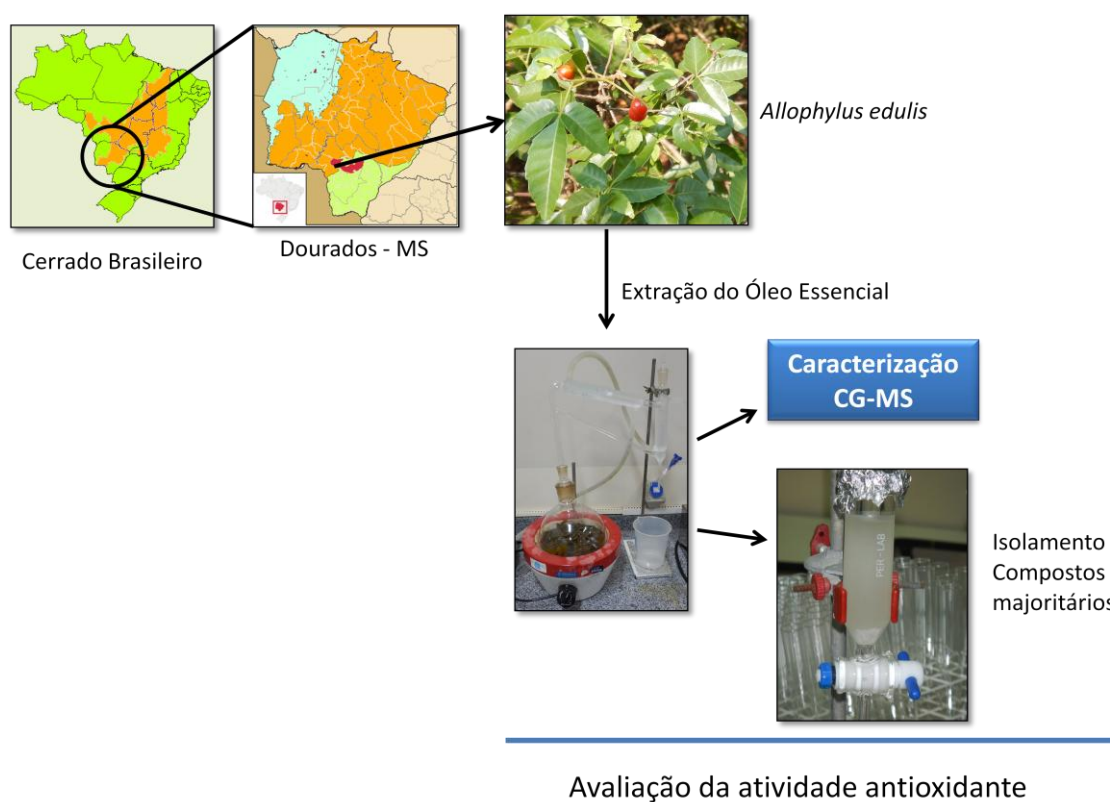 Allophylus edulis
Cerrado Brasileiro
Dourados - MS
Extração do Óleo Essencial
Caracterização
CG-MS
PER-LAB
Isolamento
Compostos
majoritários
Avaliação da atividade antioxidante